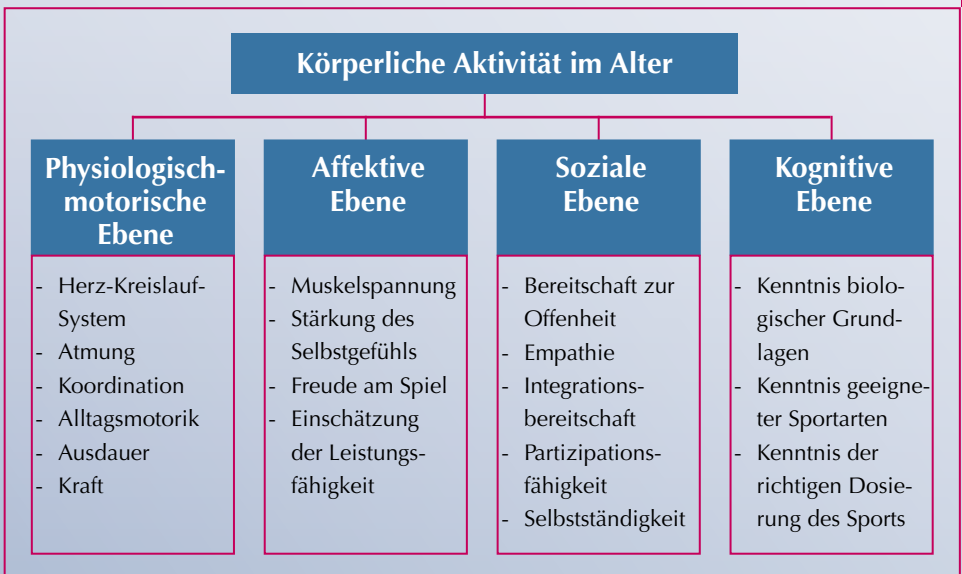 Körperliche Aktivität im Alter
Physiologisch-
motorische
Ebene
- Herz-Kreislauf-
System
- Atmung
- Koordination
- Alltagsmotorik
- Ausdauer
- Kraft
Affektive
Ebene
- Muskelspannung
- Stärkung des
Selbstgefühls
- Freude am Spiel
- Einschätzung
der Leistungs-
fähigkeit
Soziale
Ebene
- Bereitschaft zur
Offenheit
- Empathie
- Integrations-
bereitschaft
- Partizipations-
fähigkeit
- Selbstständigkeit
Kognitive
Ebene
- Kenntnis biolo-
gischer Grund-
lagen
- Kenntnis geeigne-
ter Sportarten
- Kenntnis der
richtigen Dosie-
rung des Sports